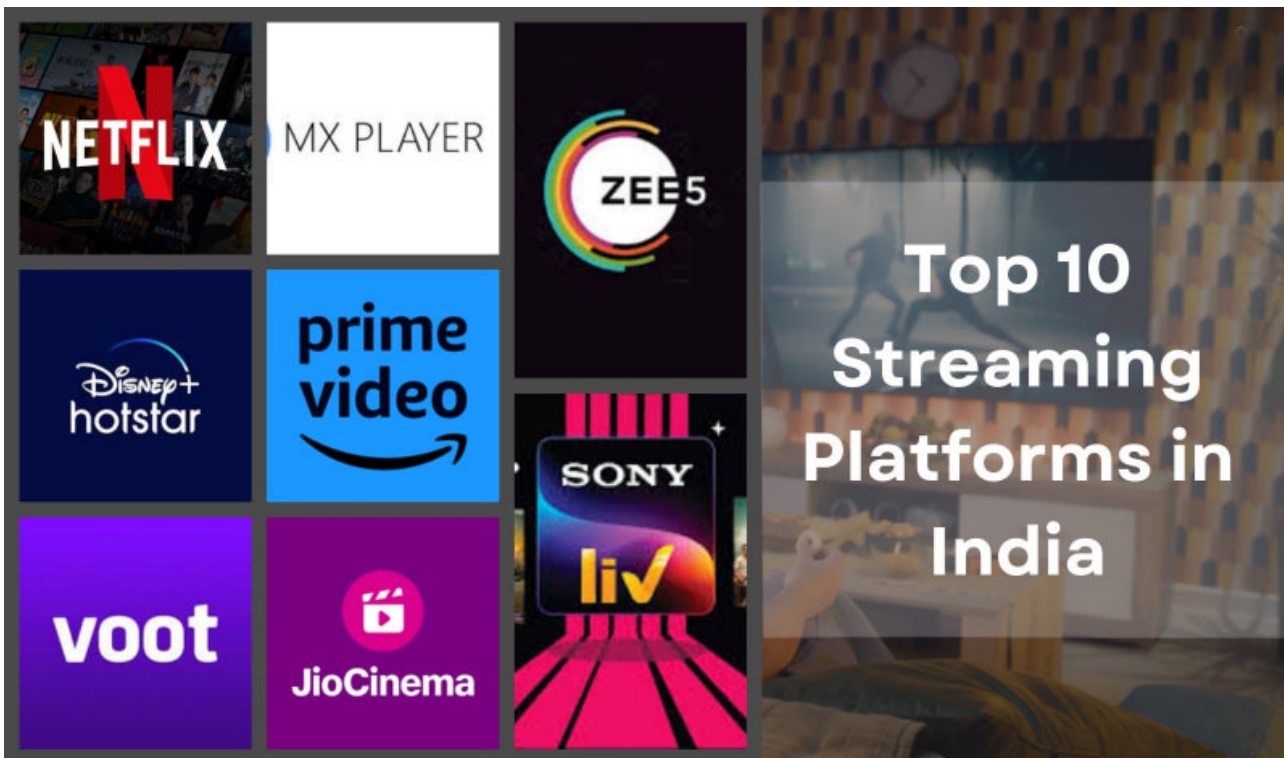 NETFLIX
MX PLAYER
ZEE5
Disney+
hotstar
prime
video
SONY
liv
voot
JioCinema
Top 10
Streaming
Platforms in
India